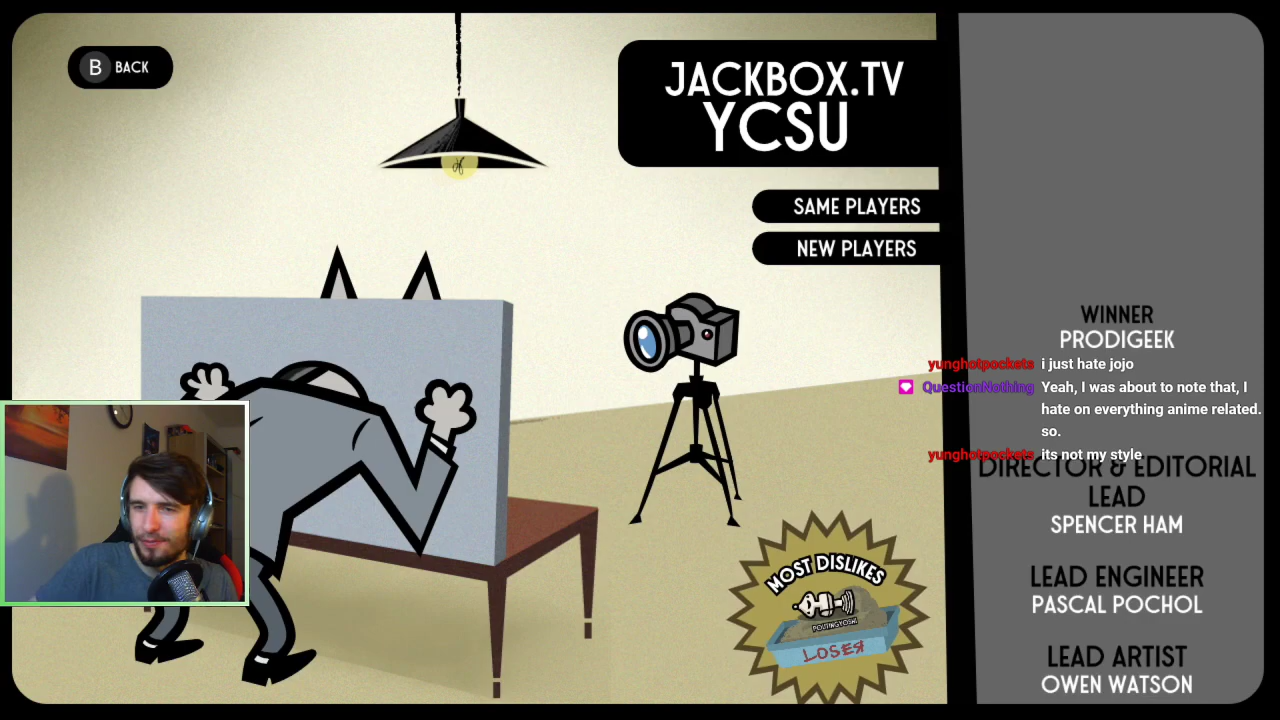 B BACK
JACKBOX.TV
YCSU
SAME PLAYERS
NEW PLAYERS
WINNER
PRODIGEEK
yunghotpockets i just hate jojo
QuestionNothing Yeah, I was about to note that, I
hate on everything anime related.
so.
yunghotpockets its not my style
DIRECTOR & EDITORIAL
LEAD
SPENCER HAM
LEAD ENGINEER
PASCAL POCHOL
LEAD ARTIST
OWEN WATSON
MOST DISLIKES
POUTINGYOSHI
LOSER